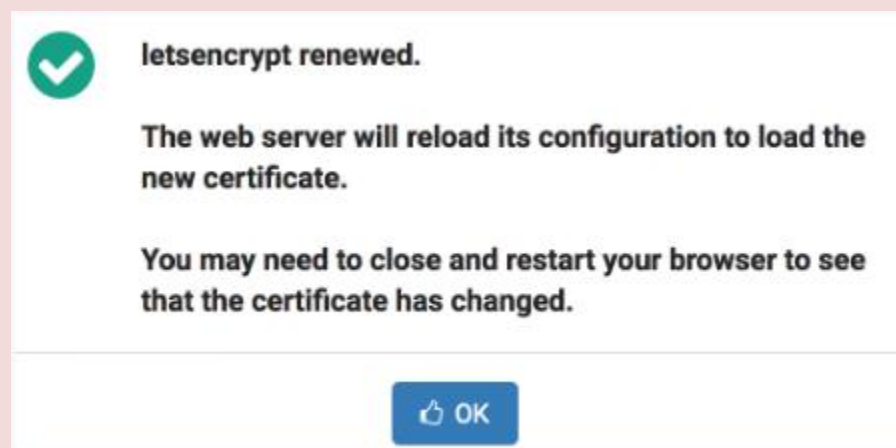 letsencrypt renewed.
The web server will reload its configuration to load the
new certificate.
You may need to close and restart your browser to see
that the certificate has changed.
OK